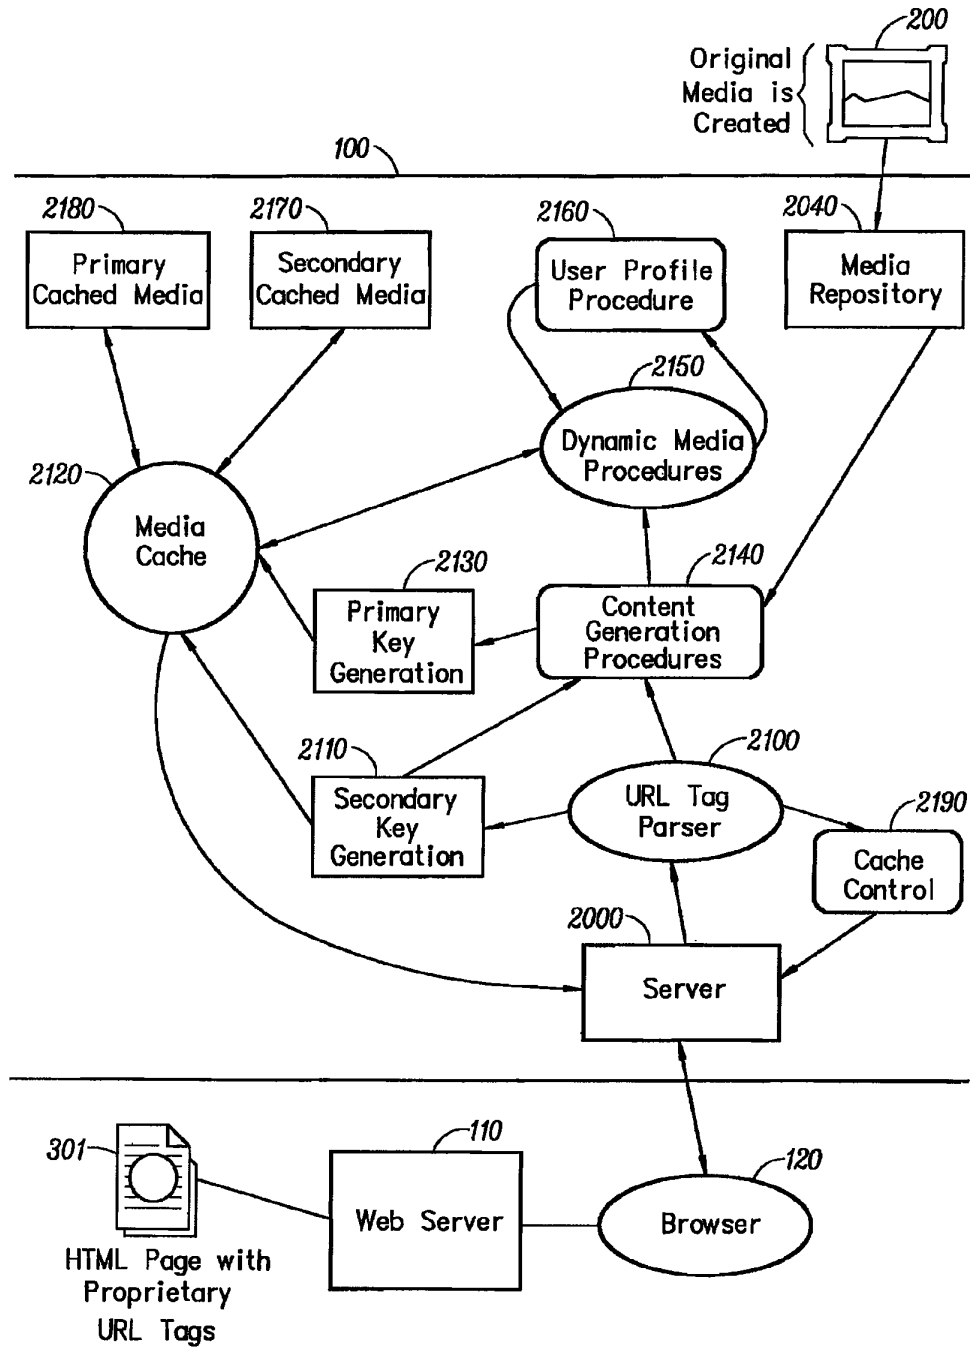 200
Original
Media is
Created
100
2180
2170
2160
2040
Primary
Cached Media
Secondary
Cached Media
User Profile
Procedure
Media
Repository
2150
Dynamic Media
Procedures
2120
Media
Cache
2130
2140
Primary
Key
Generation
Content
Generation
Procedures
2110
2100
Secondary
Key
Generation
URL Tag
Parser
2190
Cache
Control
2000
Server
301
110
120
Web Server
Browser
HTML Page with
Proprietary
URL Tags